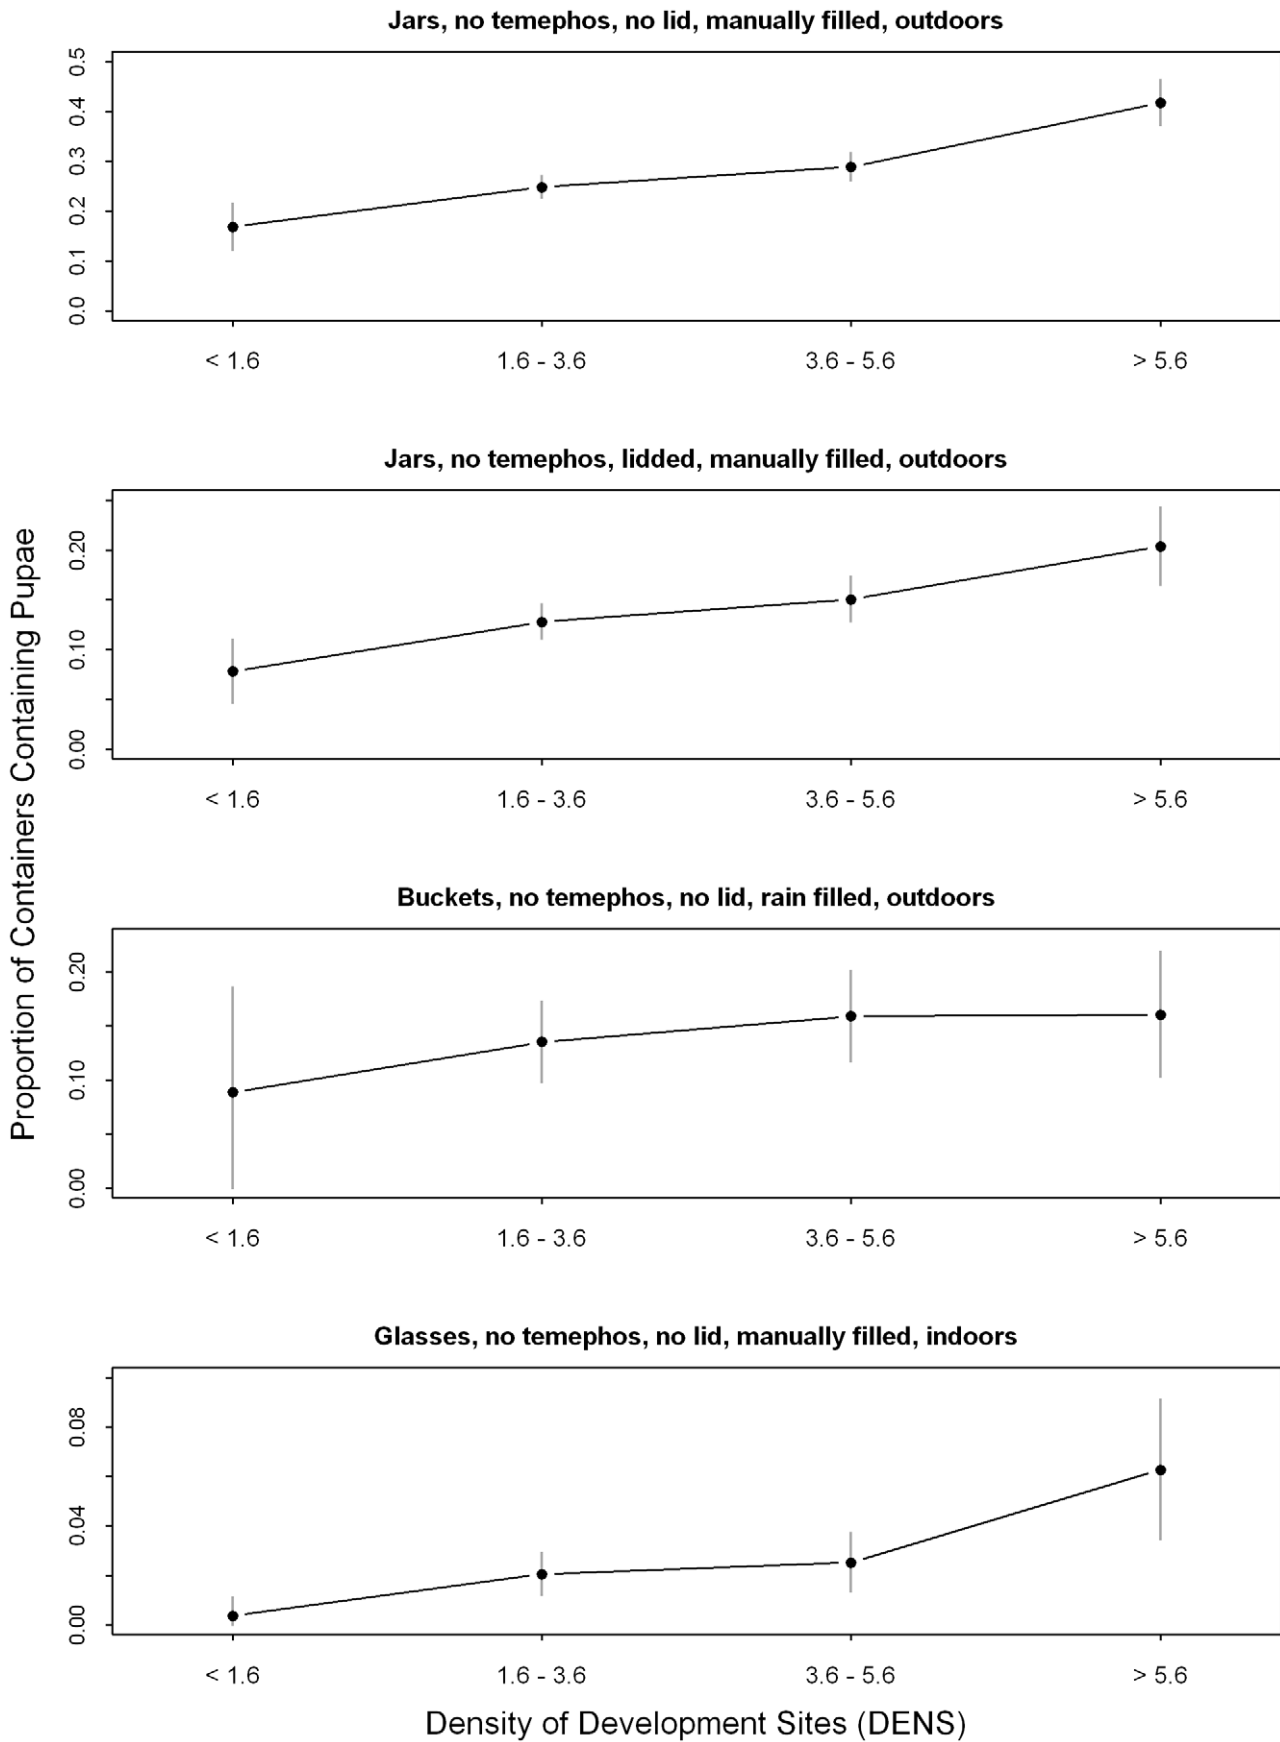 Jars, no temephos, no lid, manually filled, outdoors
0.5
0.4
0.3
0.2
0.1
0.0
< 1.6 1.6 - 3.6 3.6 - 5.6 > 5.6
Jars, no temephos, lidded, manually filled, outdoors
0.20
0.10
0.00
< 1.6 1.6 - 3.6 3.6 - 5.6 > 5.6
Proportion of Containers Containing Pupae
Buckets, no temephos, no lid, rain filled, outdoors
0.20
0.10
0.00
< 1.6 1.6 - 3.6 3.6 - 5.6 > 5.6
Glasses, no temephos, no lid, manually filled, indoors
0.08
0.04
0.00
< 1.6 1.6 - 3.6 3.6 - 5.6 > 5.6
Density of Development Sites (DENS)